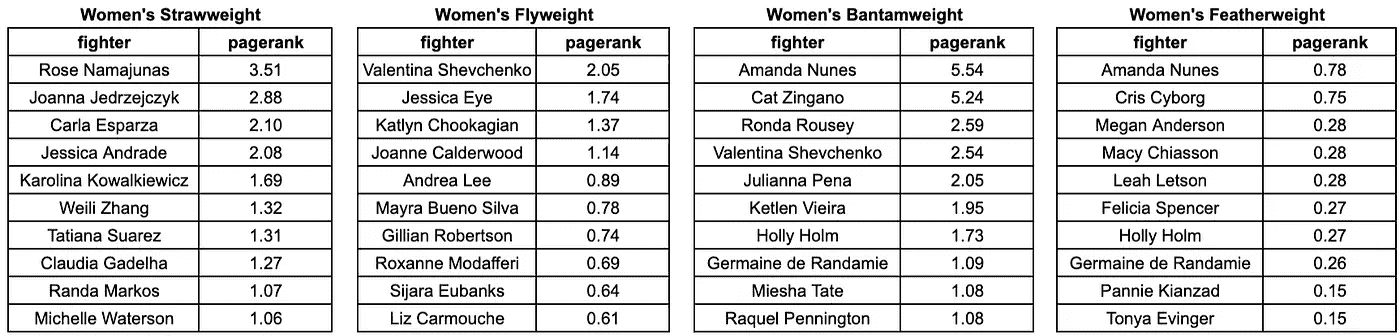 Women's Strawweight
fighter pagerank
Rose Namajunas 3.51
Joanna Jedrzejczyk 2.88
Carla Esparza 2.10
Jessica Andrade 2.08
Karolina Kowalkiewicz 1.69
Weili Zhang 1.32
Tatiana Suarez 1.31
Claudia Gadelha 1.27
Randa Markos 1.07
Michelle Waterson 1.06
Women's Flyweight
fighter pagerank
Valentina Shevchenko 2.05
Jessica Eye 1.74
Katlyn Chookagian 1.37
Joanne Calderwood 1.14
Andrea Lee 0.89
Mayra Bueno Silva 0.78
Gillian Robertson 0.74
Roxanne Modafferi 0.69
Sijara Eubanks 0.64
Liz Carmouche 0.61
Women's Bantamweight
fighter pagerank
Amanda Nunes 5.54
Cat Zingano 5.24
Ronda Rousey 2.59
Valentina Shevchenko 2.54
Julianna Pena 2.05
Ketlen Vieira 1.95
Holly Holm 1.73
Germaine de Randamie 1.09
Miesha Tate 1.08
Raquel Pennington 1.08
Women's Featherweight
fighter pagerank
Amanda Nunes 0.78
Cris Cyborg 0.75
Megan Anderson 0.28
Macy Chiasson 0.28
Leah Letson 0.28
Felicia Spencer 0.27
Holly Holm 0.27
Germaine de Randamie 0.26
Pannie Kianzad 0.15
Tonya Evinger 0.15